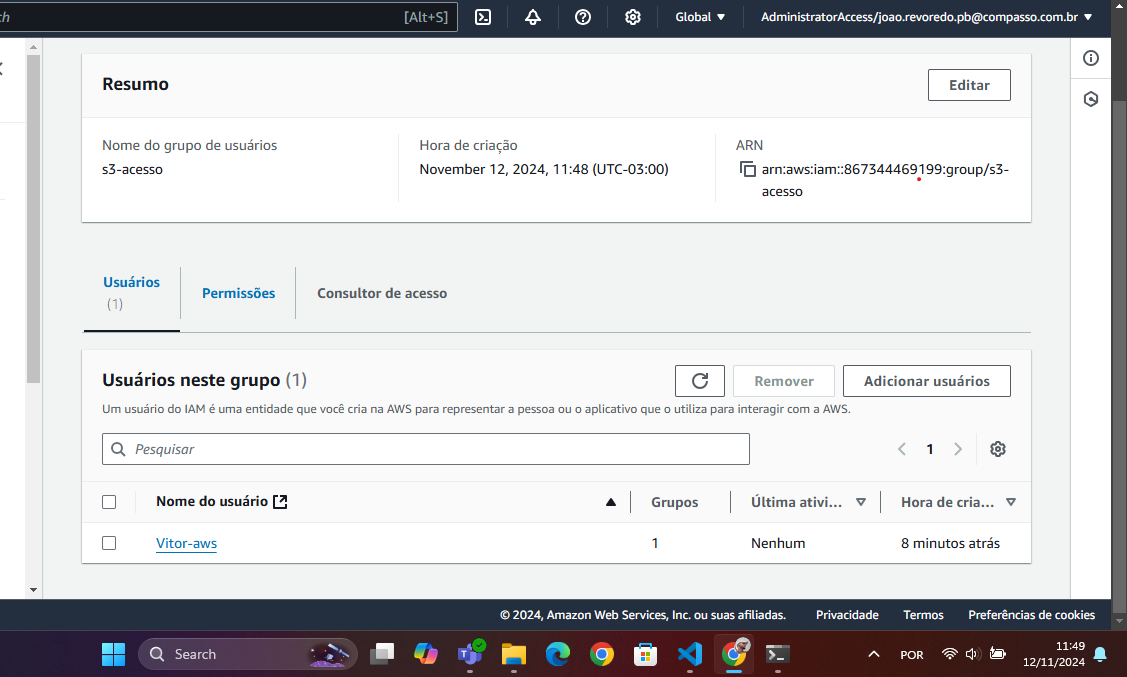 [Alt+S]
Global
AdministratorAccess/joao.revoredo.pb@compasso.com.br
Resumo
Editar
Nome do grupo de usuários
s3-acesso
Hora de criação
November 12, 2024, 11:48 (UTC-03:00)
ARN
arn:aws:iam::867344469199:group/s3-
acesso
Usuários
(1)
Permissões
Consultor de acesso
Usuários neste grupo (1)
Remover
Adicionar usuários
Um usuário do IAM é uma entidade que você cria na AWS para representar a pessoa ou o aplicativo que o utiliza para interagir com a AWS.
Pesquisar
1
Nome do usuário
Grupos
Última ativi...
Hora de cria...
Vitor-aws
1
Nenhum
8 minutos atrás
© 2024, Amazon Web Services, Inc. ou suas afiliadas.
Privacidade
Termos
Preferências de cookies
Search
POR
11:49
12/11/2024